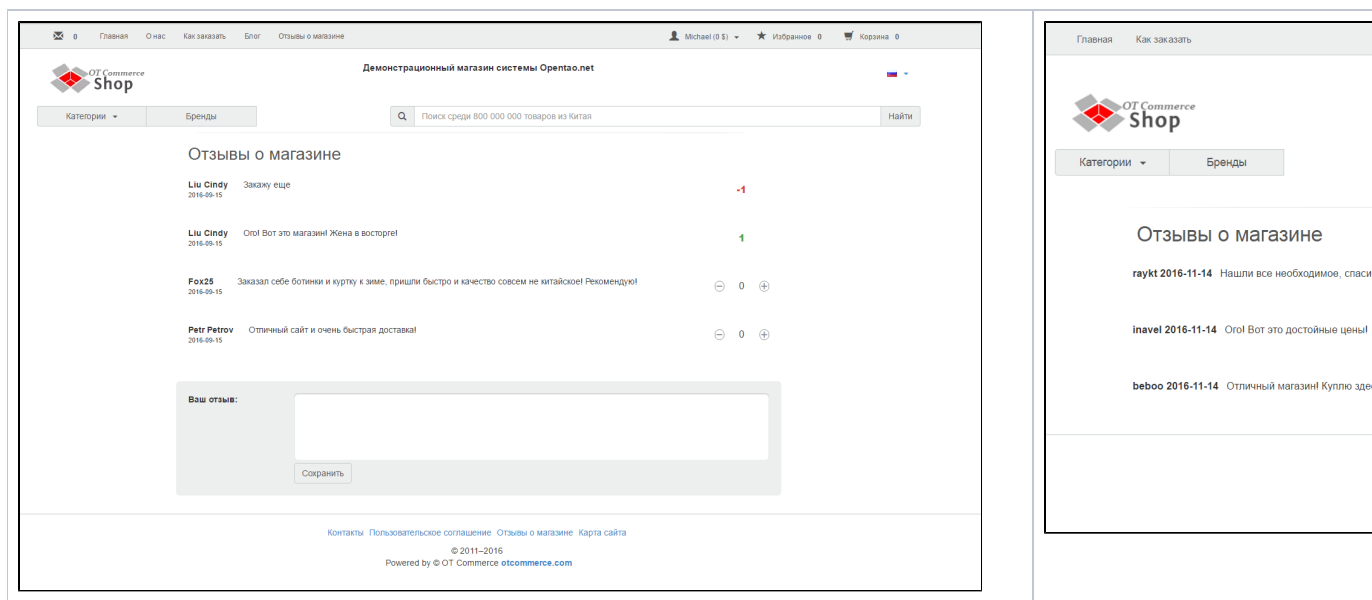 0 Главная О нас Как заказать Блог Отзывы о магазине Michael (0 $) Избранное 0 Корзина 0
OT Commerce
Shop
Демонстрационный магазин системы Opentao.net
Категории Бренды Поиск среди 800 000 000 товаров из Китая Найти
Отзывы о магазине
Liu Cindy Закажу еще -1
2016-09-15
Liu Cindy Ого! Вот это магазин! Жена в восторге! 1
2016-09-15
Fox25 Заказал себе ботинки и куртку к зиме, пришли быстро и качество совсем не китайское! Рекомендую! 0
2016-09-15
Petr Petrov Отличный сайт и очень быстрая доставка! 0
2016-09-15
Ваш отзыв:
Сохранить
Контакты Пользовательское соглашение Отзывы о магазине Карта сайта
© 2011–2016
Powered by © OT Commerce otcommerce.com
Главная Как заказать
OT Commerce
Shop
Категории Бренды
Отзывы о магазине
raykt 2016-11-14 Нашли все необходимое, спаси
inavel 2016-11-14 Ого! Вот это достойные цены!
beboo 2016-11-14 Отличный магазин! Куплю зде